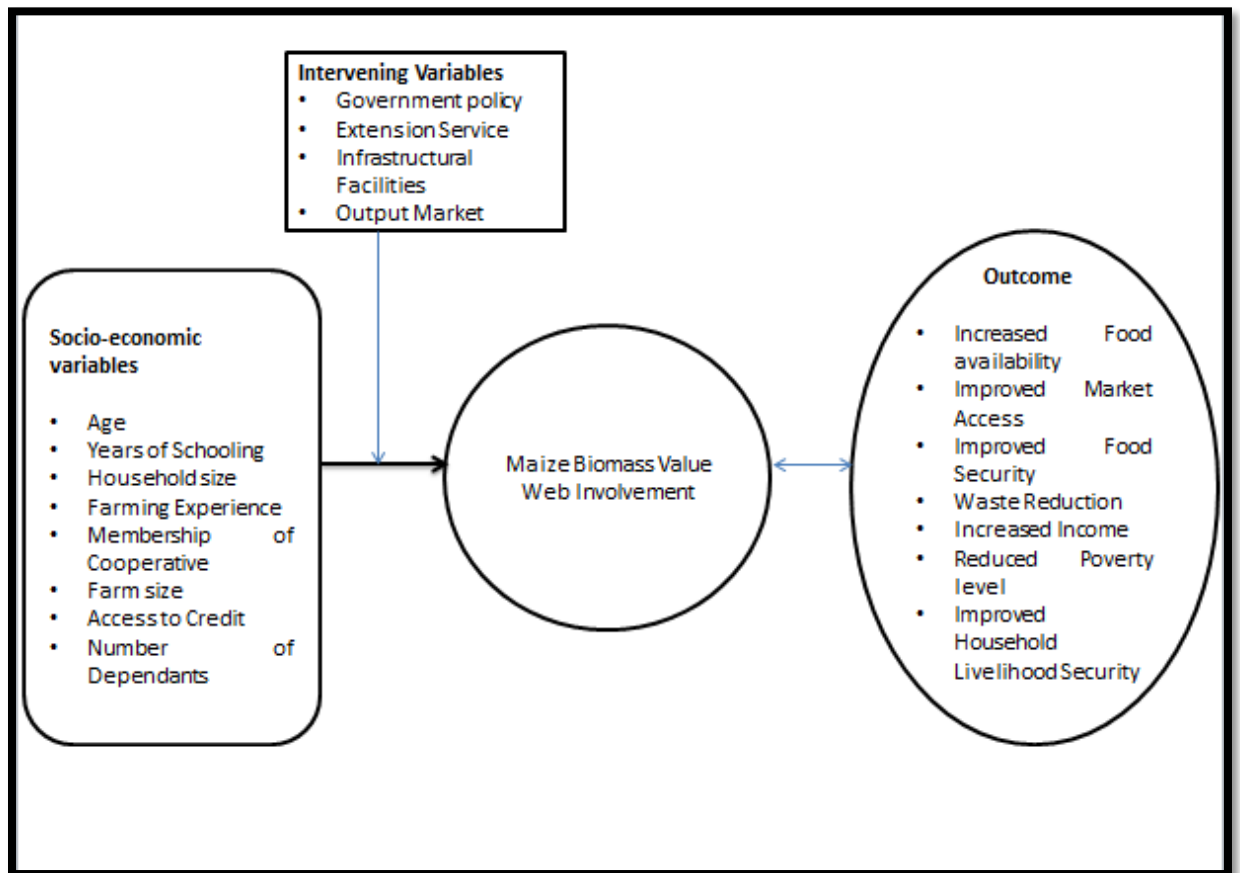 Intervening Variables
• Government policy
• Extension Service
• Infrastructural
Facilities
• Output Market
Socio-economic
variables
• Age
• Years of Schooling
• Household size
• Farming Experience
• Membership of
Cooperative
• Farm size
• Access to Credit
• Number of
Dependants
Maize Biomass Value
Web Involvement
Outcome
• Increased Food
availability
• Improved Market
Access
• Improved Food
Security
• Waste Reduction
• Increased Income
• Reduced Poverty
level
• Improved
Household
Livelihood Security